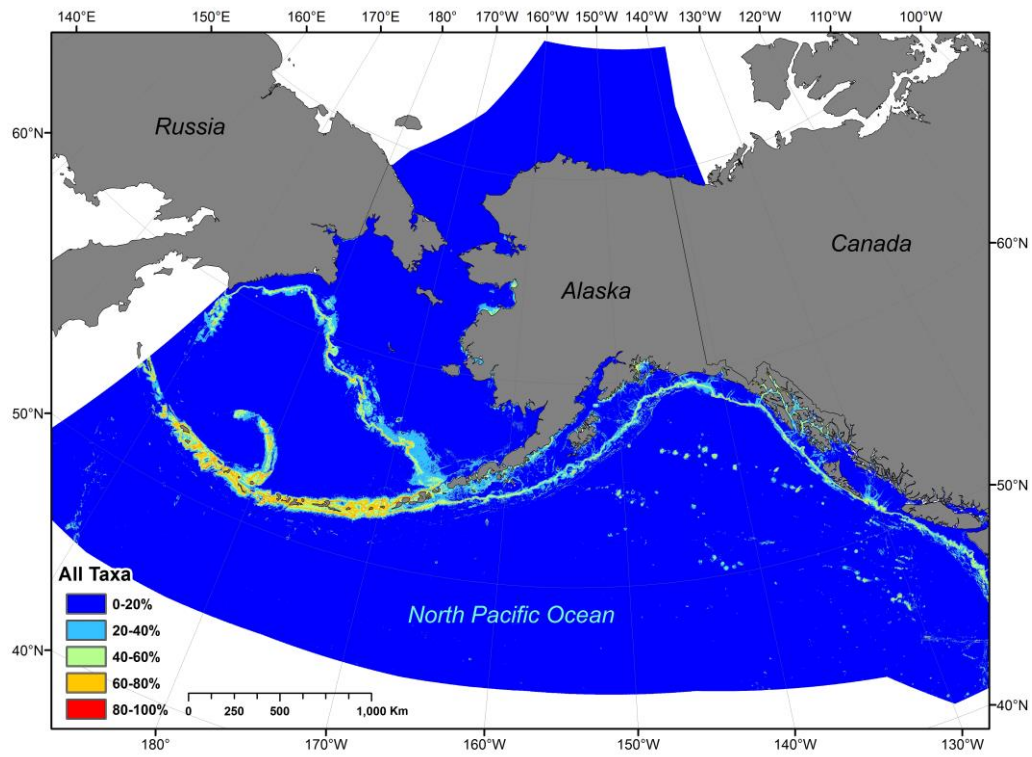 140°E 150°E 160°E 170°E 180° 170°W 160°W 150°W 140°W 130°W 120°W 110°W 100°W
60°N
Russia
Canada
60°N
Alaska
50°N
50°N
All Taxa
0-20%
20-40%
North Pacific Ocean
40-60%
40°N
60-80%
80-100%
0 250 500 1,000 Km
40°N
180° 170°W 160°W 150°W 140°W 130°W